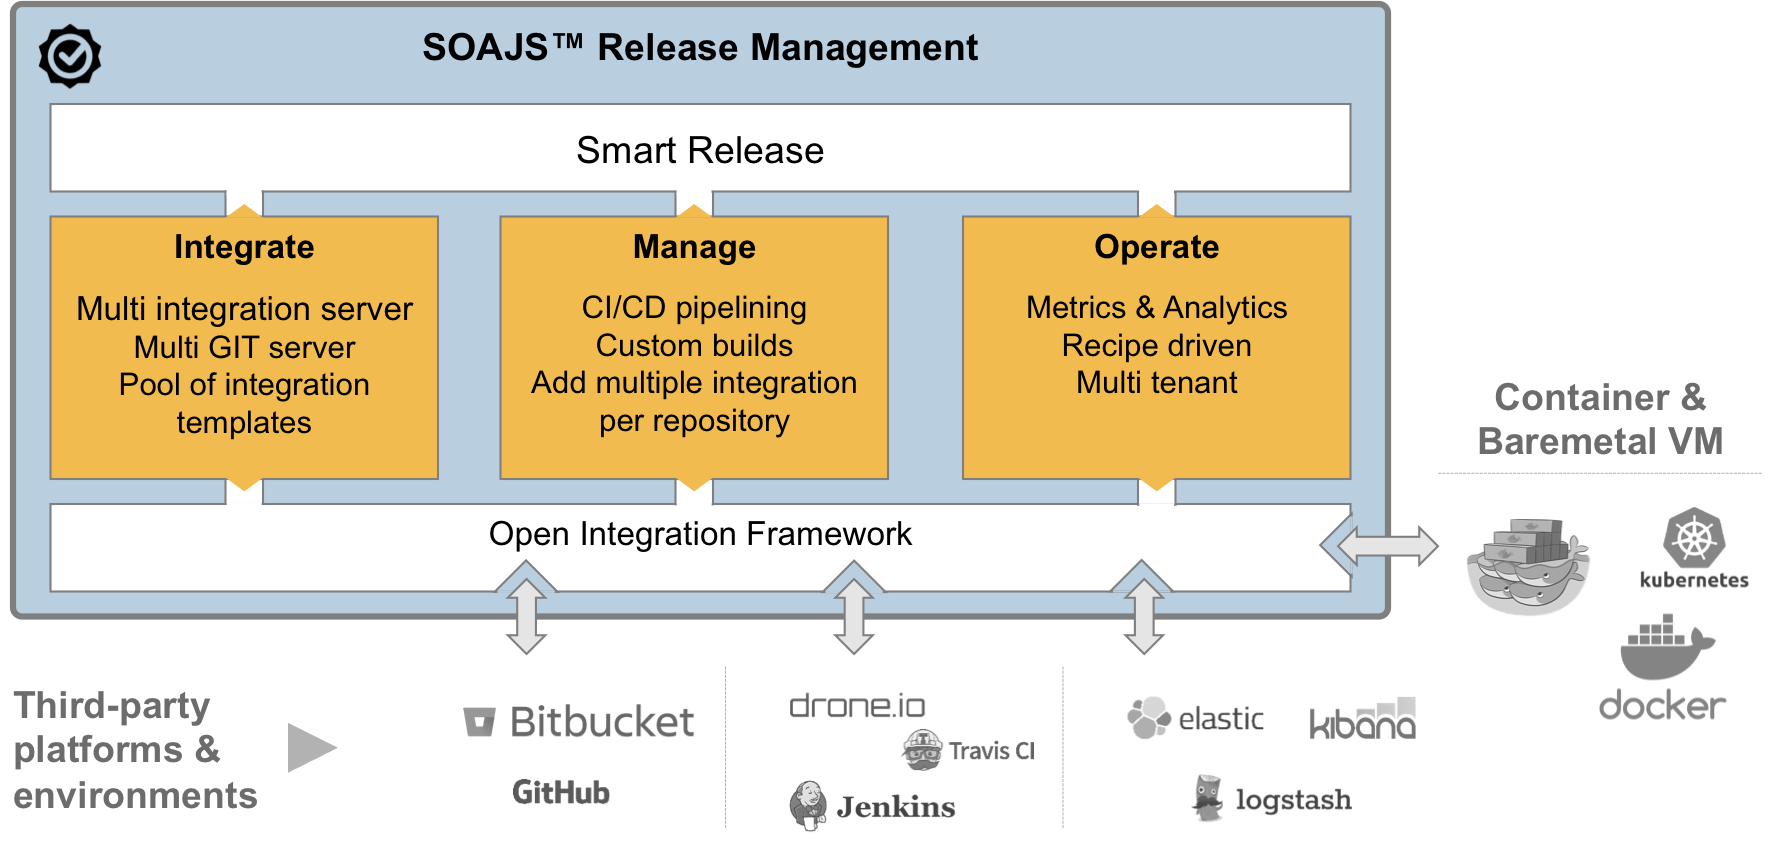 SOAJS™ Release Management
Smart Release
Integrate
Multi integration server
Multi GIT server
Pool of integration
templates
Manage
CI/CD pipelining
Custom builds
Add multiple integration
per repository
Operate
Metrics & Analytics
Recipe driven
Multi tenant
Open Integration Framework
Container &
Baremetal VM
kubernetes
docker
Third-party
platforms &
environments
Bitbucket
GitHub
drone.io
Travis CI
Jenkins
elastic
kibana
logstash